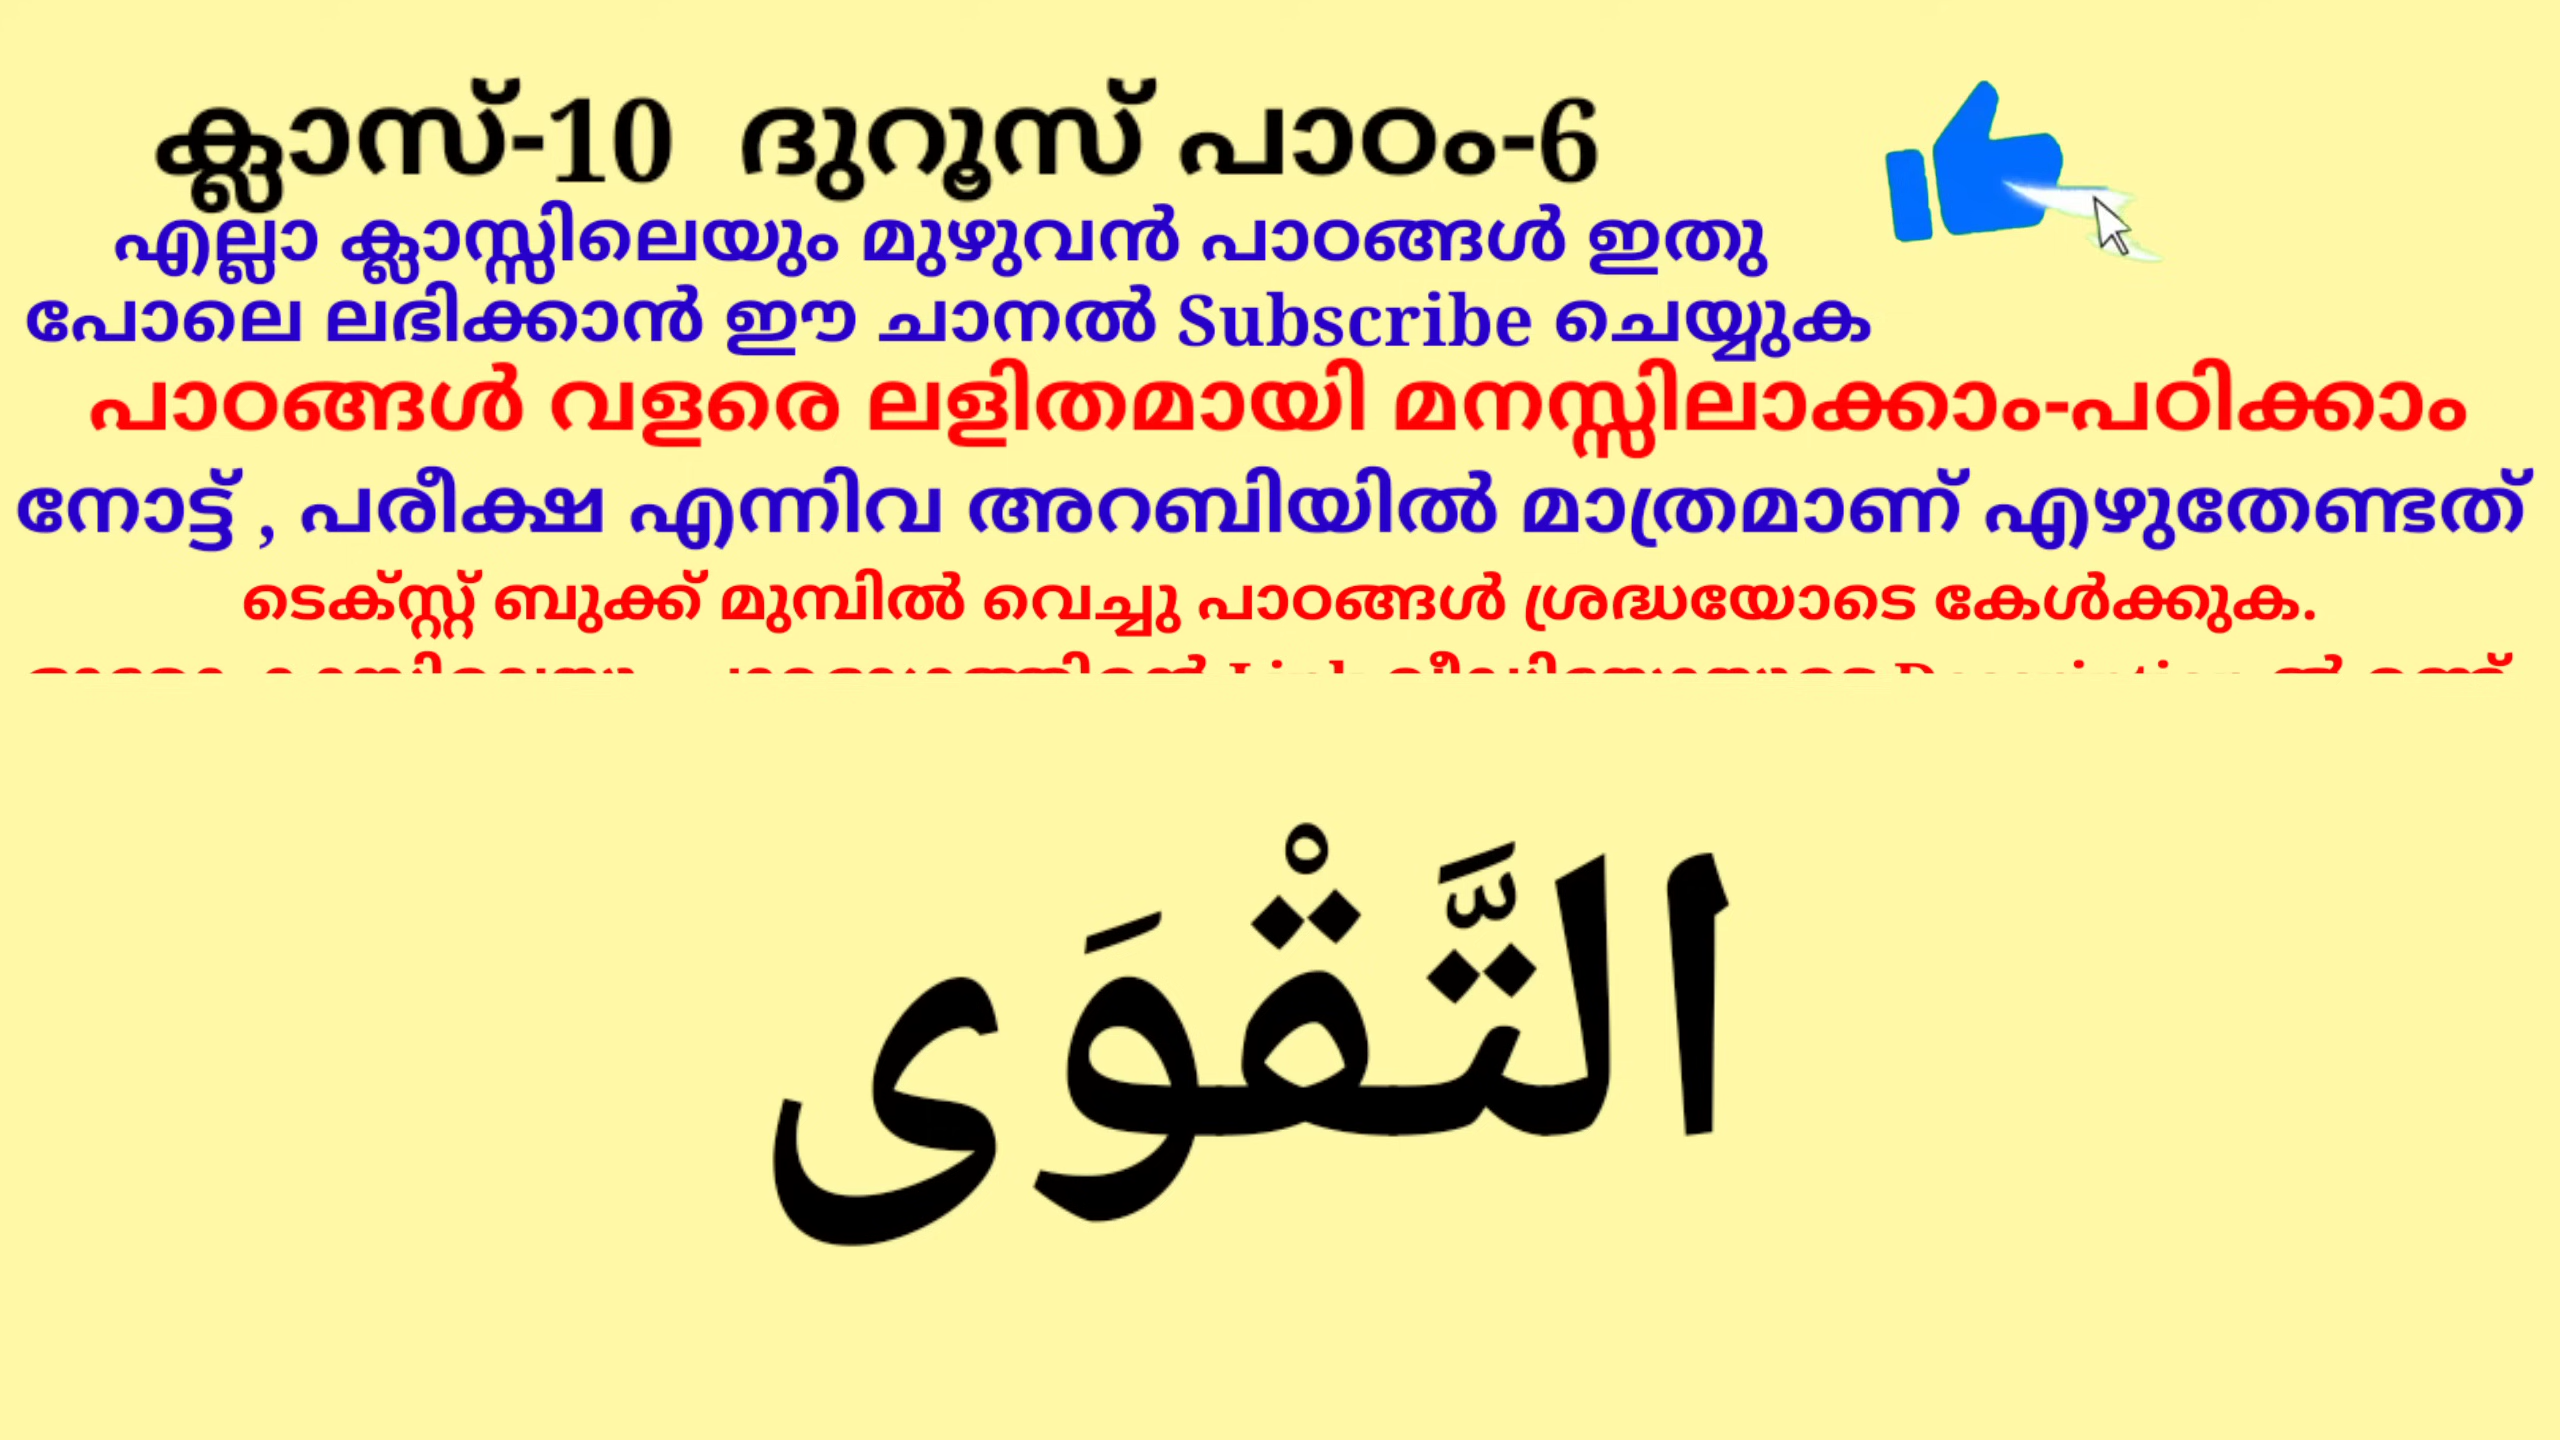 ക്ലാസ്-10 ദുറൂസ് പാഠം-6
എല്ലാ ക്ലാസ്സിലെയും മുഴുവൻ പാഠങ്ങൾ ഇതു
പോലെ ലഭിക്കാൻ ഈ ചാനൽ Subscribe ചെയ്യുക
പാഠങ്ങൾ വളരെ ലളിതമായി മനസ്സിലാക്കാം-പഠിക്കാം
നോട്ട് , പരീക്ഷ എന്നിവ അറബിയിൽ മാത്രമാണ് എഴുതേണ്ടത്
ടെക്സ്റ്റ് ബുക്ക് മുമ്പിൽ വെച്ചു പാഠങ്ങൾ ശ്രദ്ധയോടെ കേൾക്കുക.
التَّقْوَى